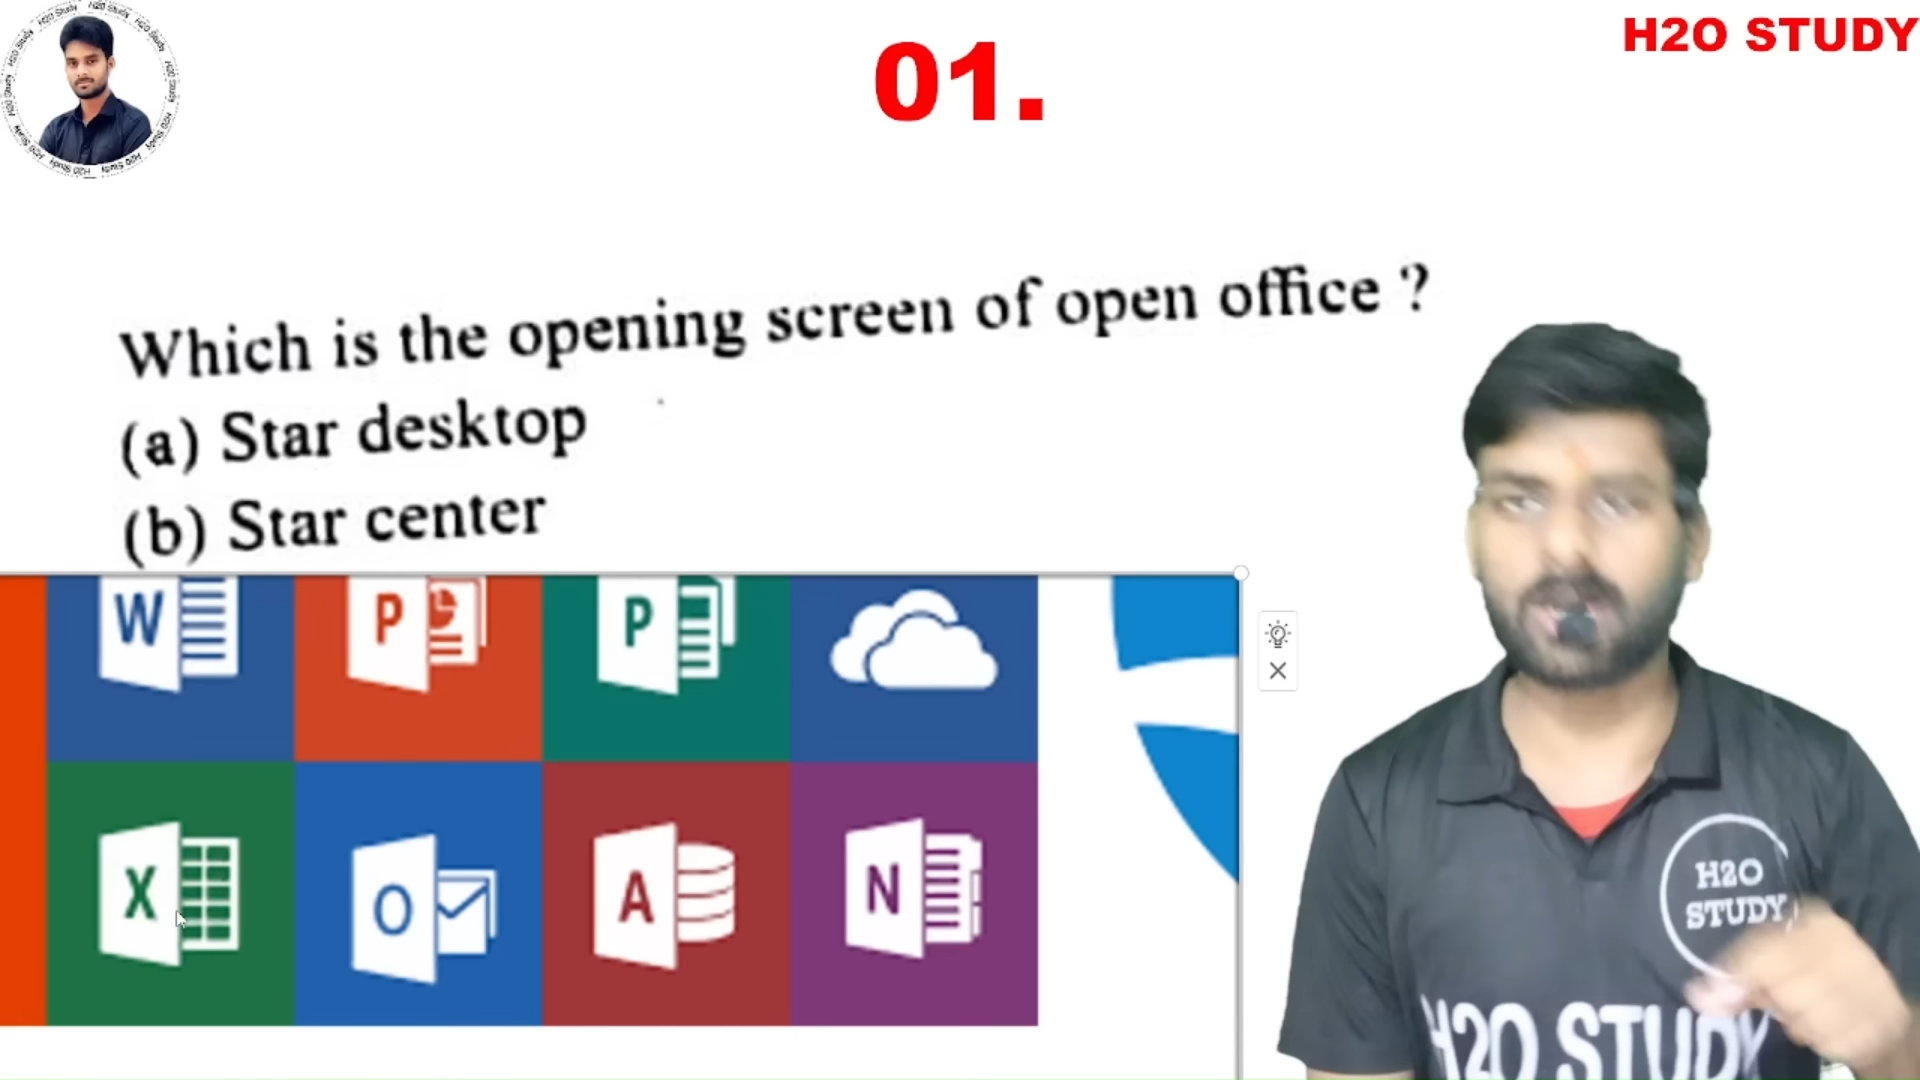 H2O STUDY
01.
Which is the opening screen of open office ?
(a) Star desktop
(b) Star center
W
P
P
X
O
A
N
H2O
STUDY
H2O STUDY